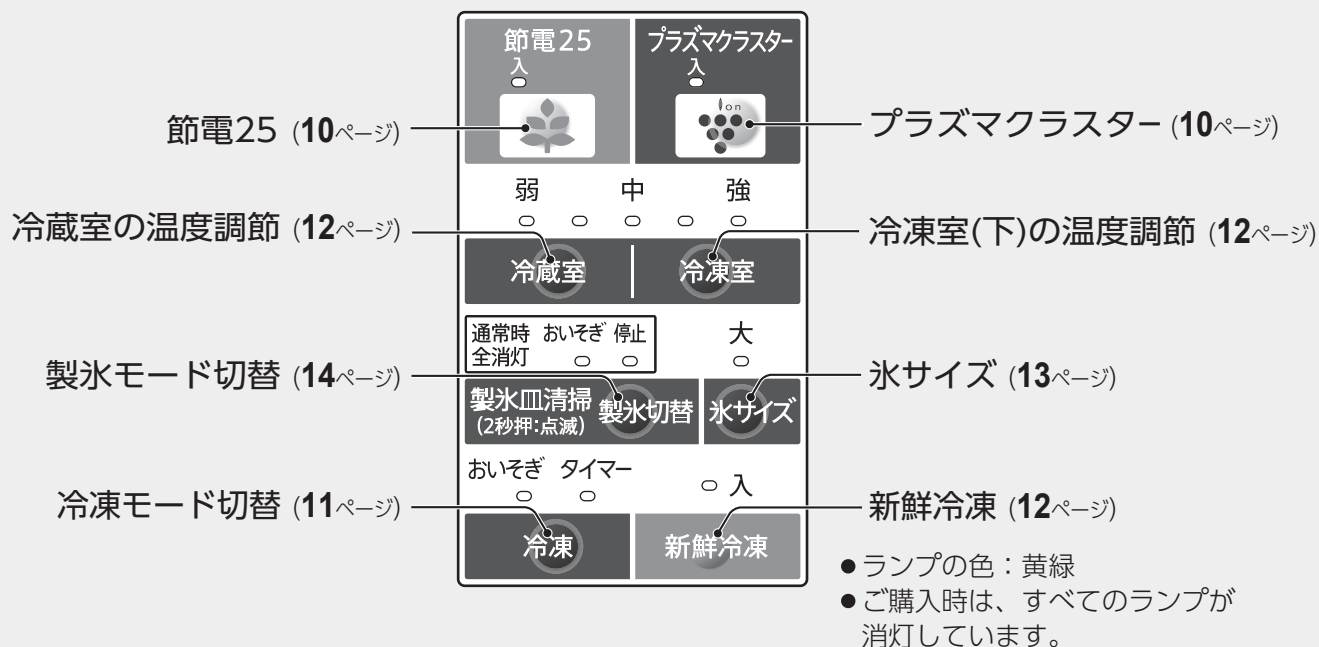 節電25
入
プラズマクラスター
入
Ion
節電25 (10ページ)
プラズマクラスター (10ページ)
弱 中 強
冷蔵室の温度調節 (12ページ)
冷凍室(下)の温度調節 (12ページ)
冷蔵室
冷凍室
通常時 おいそぎ 停止
全消灯
大
製氷モード切替 (14ページ)
氷サイズ (13ページ)
製氷皿清掃
(2秒押:点滅)
製氷切替
氷サイズ
おいそぎ タイマー
入
冷凍モード切替 (11ページ)
新鮮冷凍 (12ページ)
冷凍
新鮮冷凍
●ランプの色:黄緑
●ご購入時は、すべてのランプが
消灯しています。